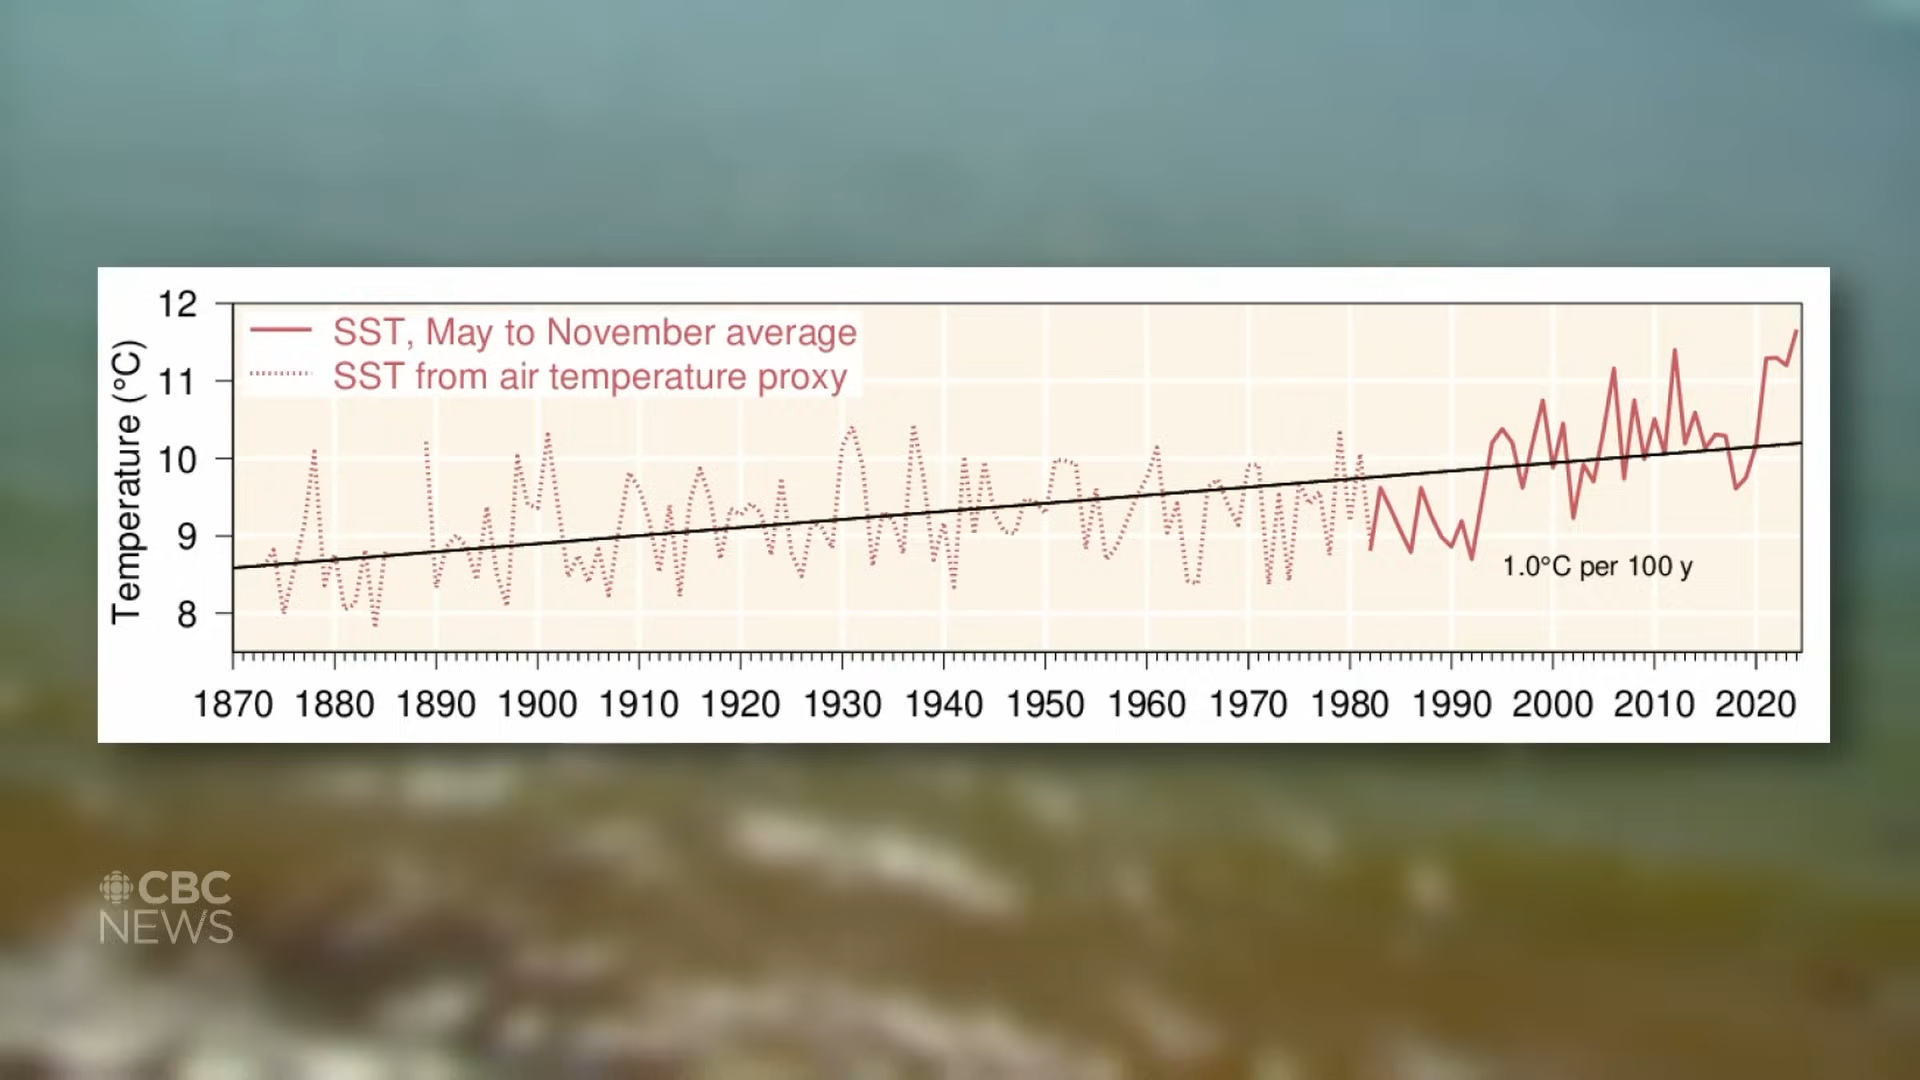 12
11
10
9
8
Temperature (°C)
SST, May to November average
SST from air temperature proxy
1.0°C per 100 y
1870 1880 1890 1900 1910 1920 1930 1940 1950 1960 1970 1980 1990 2000 2010 2020
CBC
NEWS